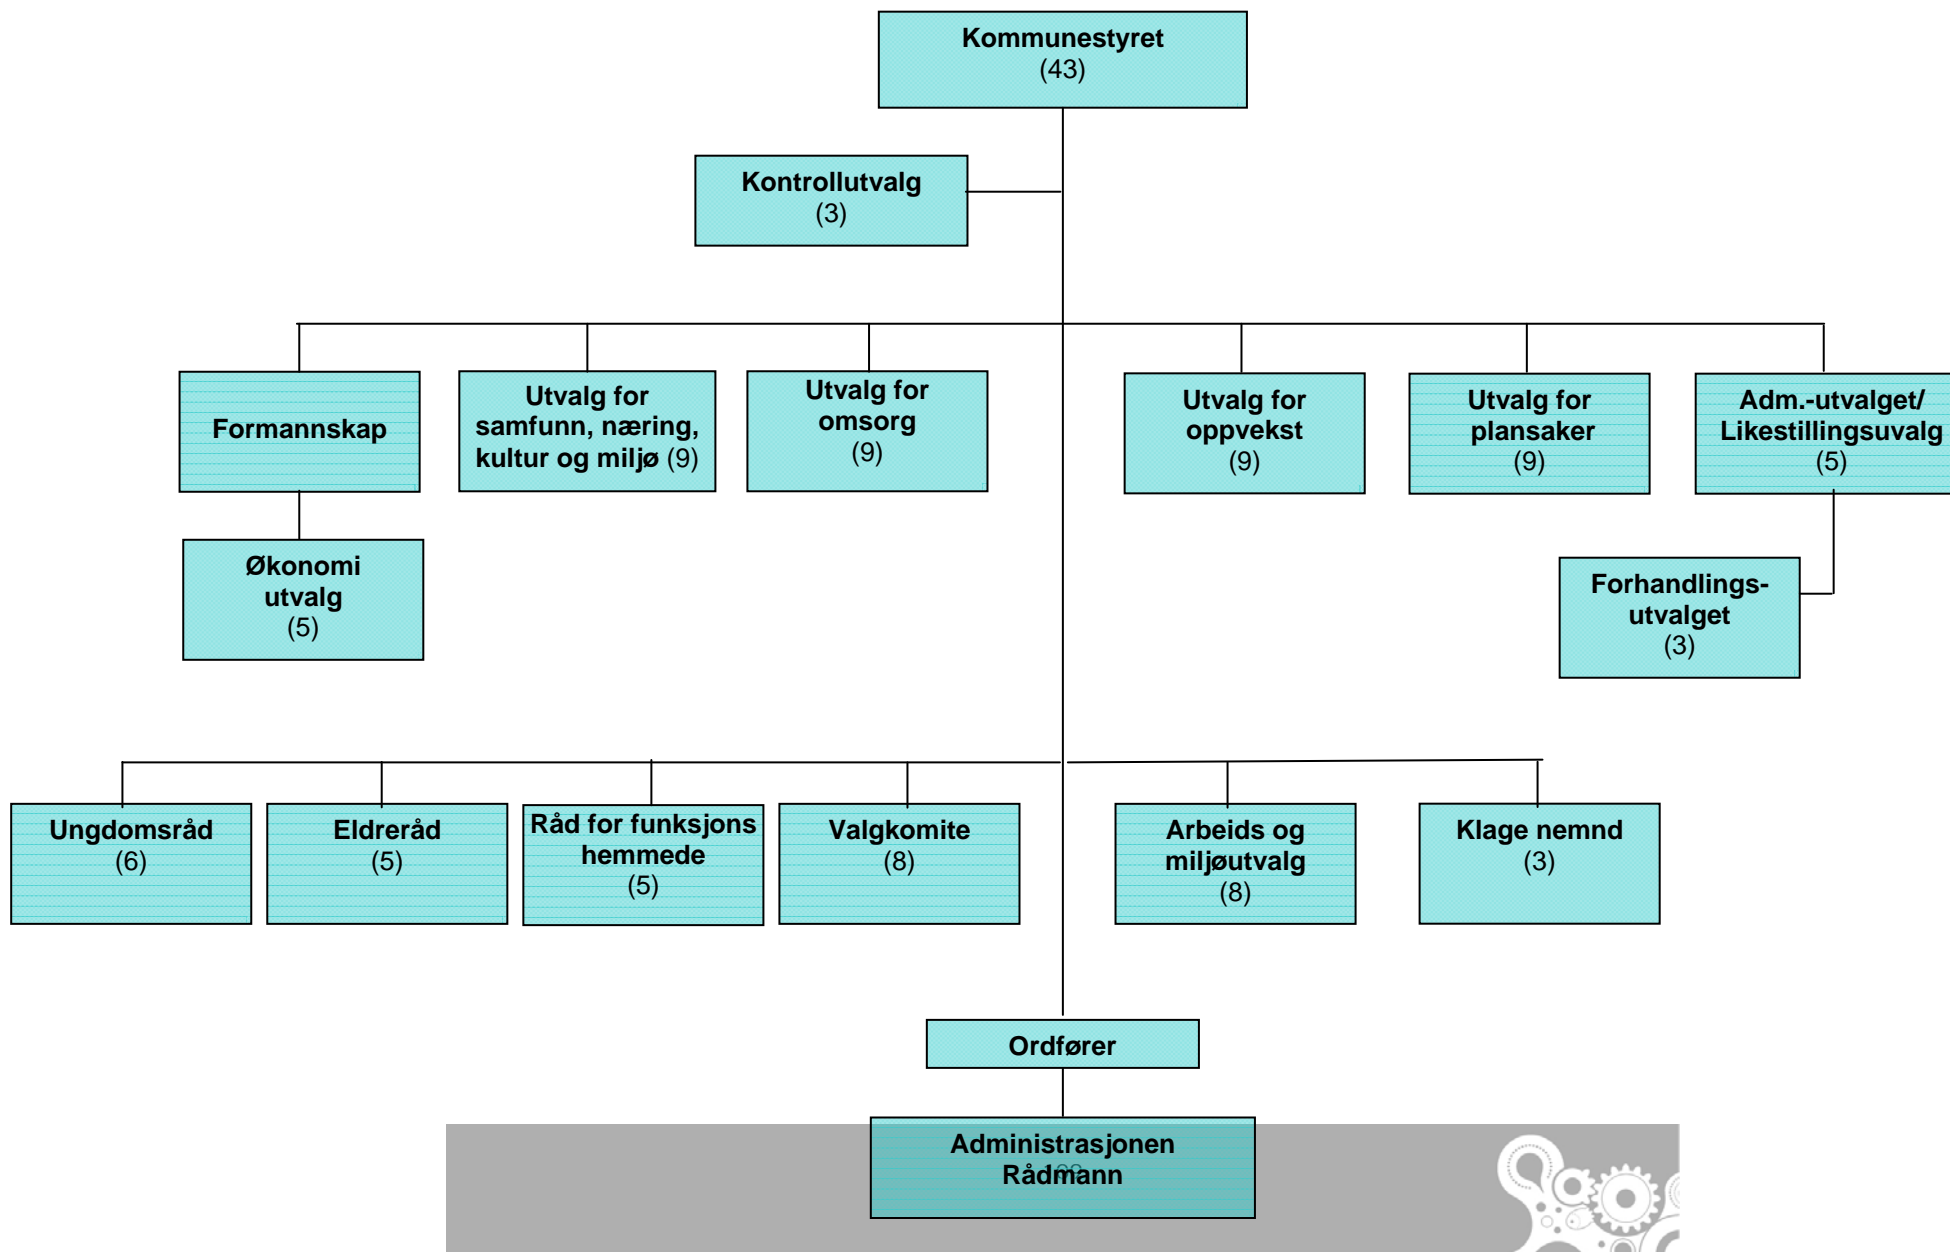 Kommunestyret
(43)
Kontrollutvalg
(3)
Formannskap
Utvalg for
samfunn, næring,
kultur og miljø (9)
Utvalg for
omsorg
(9)
Utvalg for
oppvekst
(9)
Utvalg for
plansaker
(9)
Adm.-utvalget/
Likestillingsuvalg
(5)
Økonomi
utvalg
(5)
Forhandlings-
utvalget
(3)
Ungdomsråd
(6)
Eldreråd
(5)
Råd for funksjons
hemmede
(5)
Valgkomite
(8)
Arbeids og
miljøutvalg
(8)
Klage nemnd
(3)
Ordfører
Administrasjonen
Rådmann